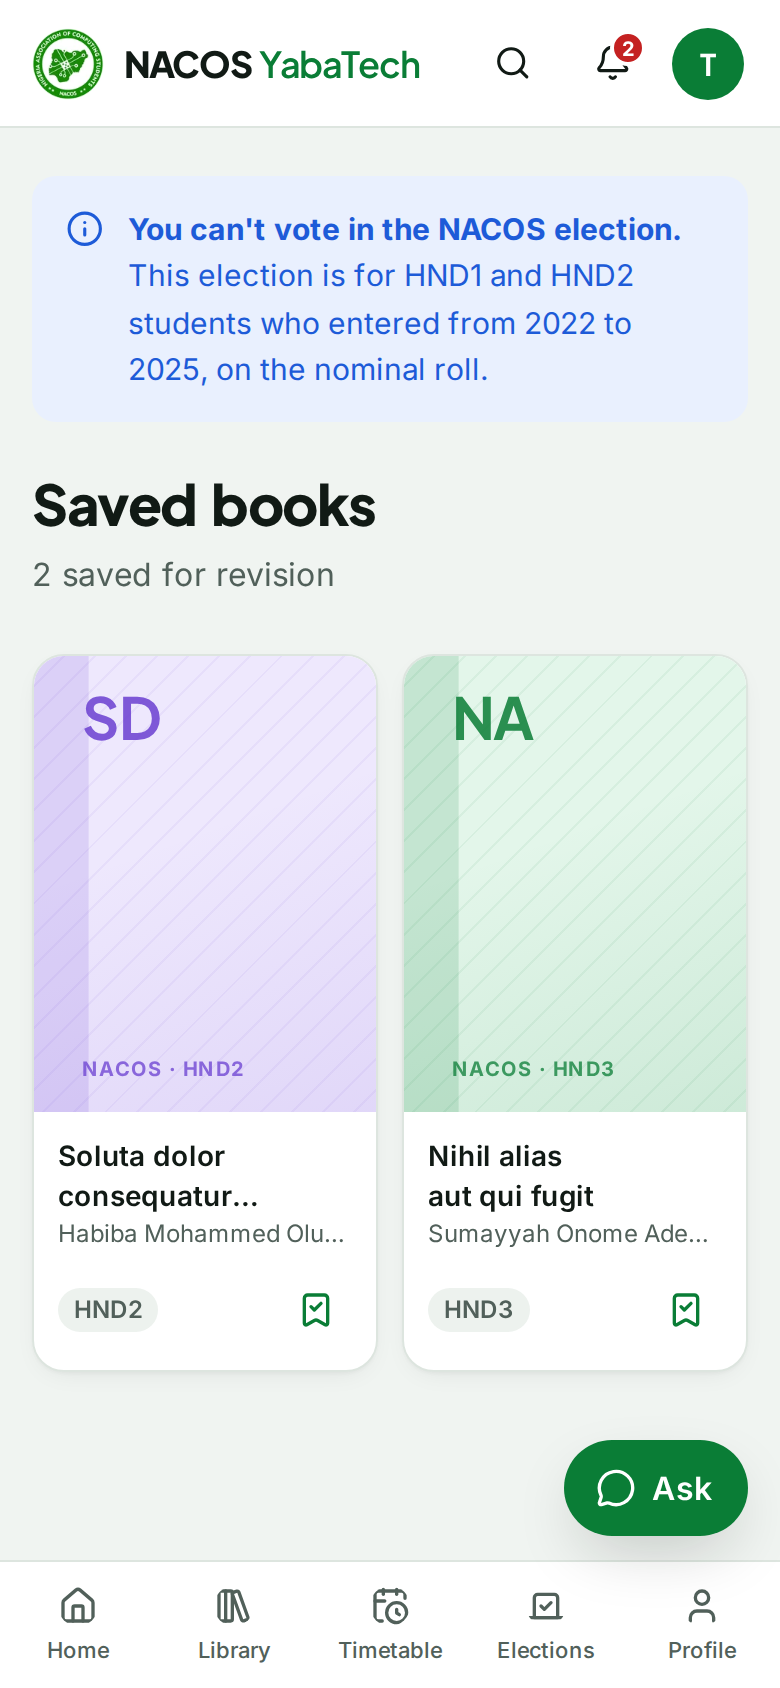 NACOS YabaTech
2
T
You can't vote in the NACOS election.
This election is for HND1 and HND2
students who entered from 2022 to
2025, on the nominal roll.
Saved books
2 saved for revision
SD
NACOS · HND2
Soluta dolor
consequatur...
Habiba Mohammed Olu...
HND2
NA
NACOS · HND3
Nihil alias
aut qui fugit
Sumayyah Onome Ade...
HND3
Ask
Home
Library
Timetable
Elections
Profile